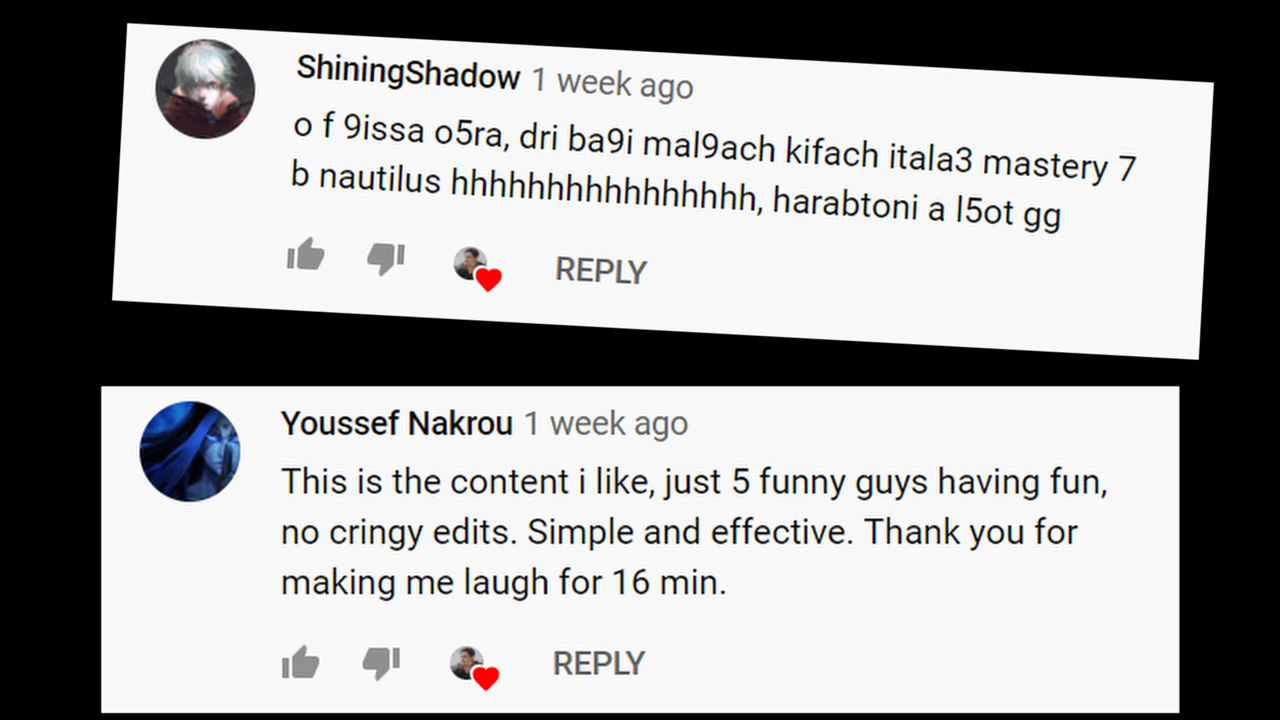 ShiningShadow 1 week ago
o f 9issa o5ra, dri ba9i mal9ach kifach itala3 mastery 7
b nautilus hhhhhhhhhhhhhhhh, harabtoni a l5ot gg
REPLY
Youssef Nakrou 1 week ago
This is the content i like, just 5 funny guys having fun,
no cringy edits. Simple and effective. Thank you for
making me laugh for 16 min.
REPLY